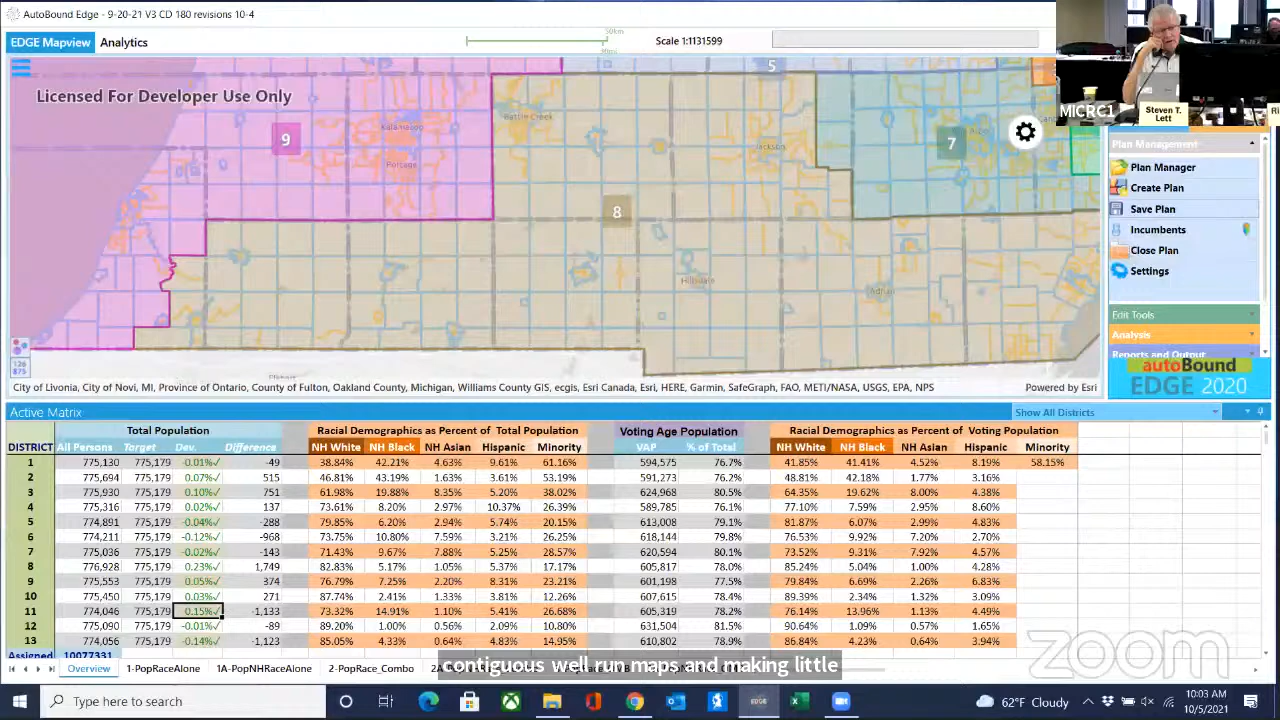 AutoBound Edge - 9-20-21 V3 CD 180 revisions 10-4
EDGE Mapview
Analytics
50km
Scale 1:1131599
Licensed For Developer Use Only
5
9
8
7
Kalamazoo
Portage
Battle Creek
Jackson
Hillsdale
Adrian
MICRC1
Steven T.
Lett
Plan Management
Plan Manager
Create Plan
Save Plan
Incumbents
Close Plan
Settings
Edit Tools
Analysis
Reports and Output
autoBound
EDGE 2020
City of Livonia, City of Novi, MI, Province of Ontario, County of Fulton, Oakland County, Michigan, Williams County GIS, ecgis, Esri Canada, Esri, HERE, Garmin, SafeGraph, FAO, METI/NASA, USGS, EPA, NPS
Powered by Esri
Active Matrix
Show All Districts
Total Population
Racial Demographics as Percent of Total Population
Voting Age Population
Racial Demographics as Percent of Voting Population
DISTRICT All Persons Target Dev. Difference NH White NH Black NH Asian Hispanic Minority VAP % of Total NH White NH Black NH Asian Hispanic Minority
1 775,130 775,179 -0.01%✓ -49 38.84% 42.21% 4.63% 9.61% 61.16% 594,575 76.7% 41.85% 41.41% 4.52% 8.19% 58.15%
2 775,694 775,179 0.07%✓ 515 46.81% 43.19% 1.63% 3.61% 53.19% 591,273 76.2% 48.81% 42.18% 1.77% 3.16%
3 775,930 775,179 0.10%✓ 751 61.98% 19.88% 8.35% 5.20% 38.02% 624,968 80.5% 64.35% 19.62% 8.00% 4.38%
4 775,316 775,179 0.02%✓ 137 73.61% 8.20% 2.97% 10.37% 26.39% 589,785 76.1% 77.10% 7.59% 2.95% 8.60%
5 774,891 775,179 -0.04%✓ -288 79.85% 6.20% 2.94% 5.74% 20.15% 613,008 79.1% 81.87% 6.07% 2.99% 4.83%
6 774,211 775,179 -0.12%✓ -968 73.75% 10.80% 7.59% 3.21% 26.25% 618,144 79.8% 76.53% 9.92% 7.20% 2.70%
7 775,036 775,179 -0.02%✓ -143 71.43% 9.67% 7.88% 5.25% 28.57% 620,594 80.1% 73.52% 9.31% 7.92% 4.57%
8 776,928 775,179 0.23%✓ 1,749 82.83% 5.17% 1.05% 5.37% 17.17% 605,817 78.0% 85.24% 5.04% 1.00% 4.28%
9 775,553 775,179 0.05%✓ 374 76.79% 7.25% 2.20% 8.31% 23.21% 601,198 77.5% 79.84% 6.69% 2.26% 6.83%
10 775,450 775,179 0.03%✓ 271 87.74% 2.41% 1.33% 3.81% 12.26% 607,615 78.4% 89.39% 2.34% 1.32% 3.09%
11 774,046 775,179 0.15%✓ -1,133 73.32% 14.91% 1.10% 5.41% 26.68% 605,319 78.2% 76.14% 13.96% 1.13% 4.49%
12 775,090 775,179 -0.01%✓ -89 89.20% 1.00% 0.56% 2.09% 10.80% 631,504 81.5% 90.64% 1.09% 0.57% 1.65%
13 774,056 775,179 -0.14%✓ -1,123 85.05% 4.33% 0.64% 4.83% 14.95% 610,802 78.9% 86.84% 4.23% 0.64% 3.94%
Assigned 10077331
contiguous well run maps and making little
Overview
1-PopRaceAlone
1A-PopNHRaceAlone
2-PopRace_Combo
zoom
Type here to search
62°F Cloudy
10:03 AM
10/5/2021